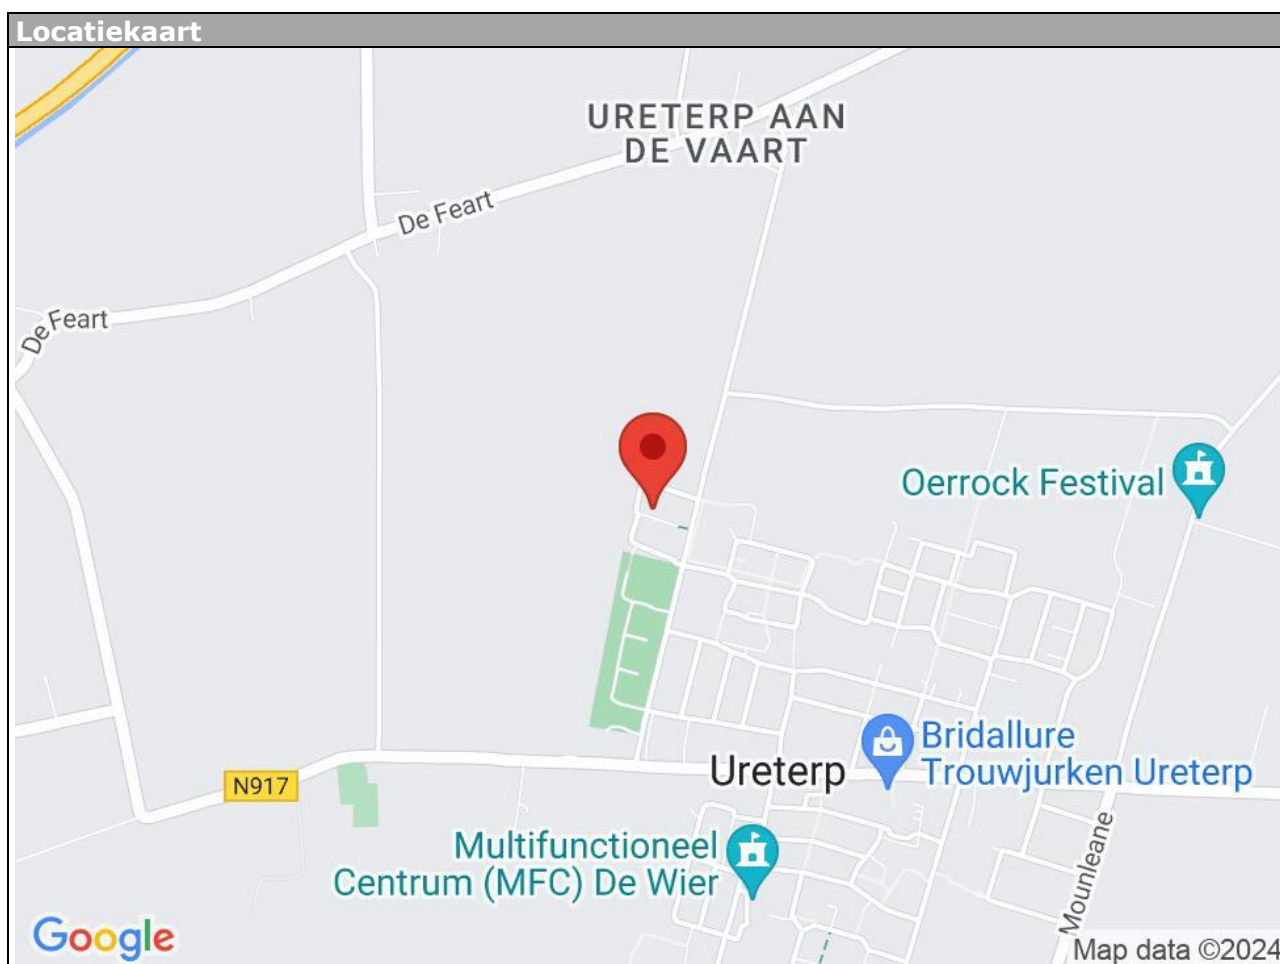 Locatiekaart
URETERP AAN
DE VAART
De Feart
De Feart
Oerrock Festival
Bridallure
Trouwjurken Ureterp
Ureterp
N917
Multifunctioneel
Centrum (MFC) De Wier
Mounleane
Google
Map data ©2024